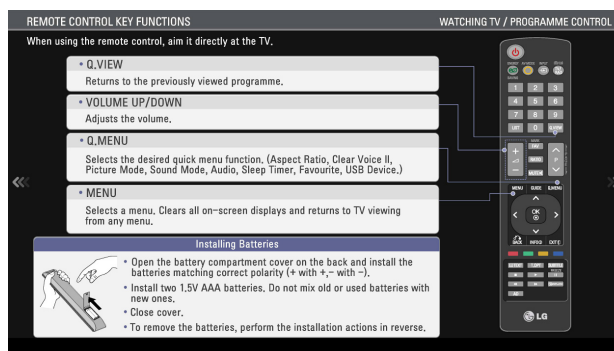 REMOTE CONTROL KEY FUNCTIONS
WATCHING TV / PROGRAMME CONTROL
When using the remote control, aim it directly at the TV.
• Q.VIEW
Returns to the previously viewed programme.
• VOLUME UP/DOWN
Adjusts the volume.
• Q.MENU
Selects the desired quick menu function. (Aspect Ratio, Clear Voice II,
Picture Mode, Sound Mode, Audio, Sleep Timer, Favourite, USB Device.)
• MENU
Selects a menu. Clears all on-screen displays and returns to TV viewing
from any menu.
Installing Batteries
• Open the battery compartment cover on the back and install the
batteries matching correct polarity (+ with +,- with -).
• Install two 1.5V AAA batteries. Do not mix old or used batteries with
new ones.
• Close cover.
• To remove the batteries, perform the installation actions in reverse.
1 2 3
4 5 6
7 8 9
LIST 0 Q.VIEW
+ FAV
RATIO P
- MUTE
MENU GUIDE Q.MENU
OK
BACK INFO EXIT
LG